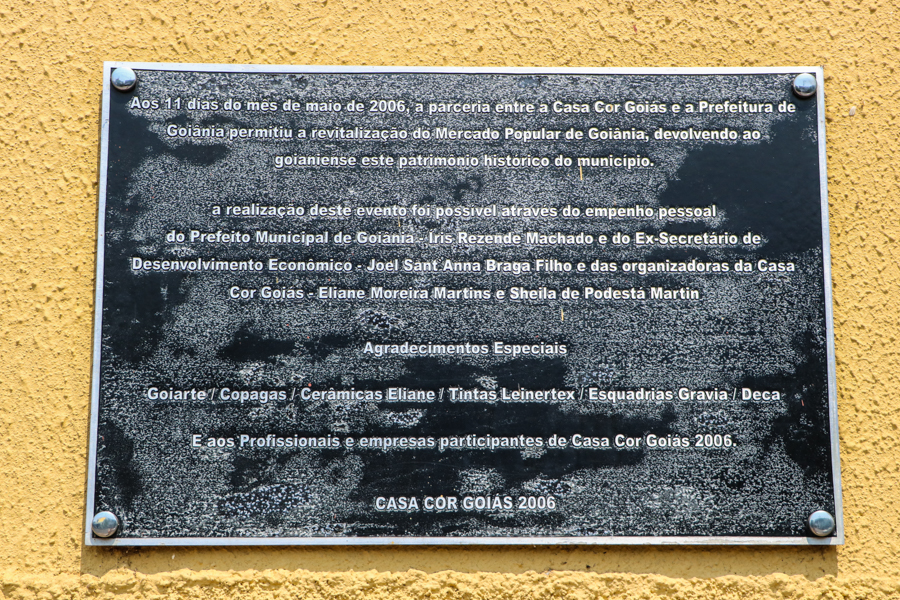 Aos 11 dias do mês de maio de 2006, a parceria entre a Casa Cor Goiás e a Prefeitura de
Goiânia permitiu a revitalização do Mercado Popular de Goiânia, devolvendo ao
goianiense este patrimônio histórico do município.
a realização deste evento foi possível através do empenho pessoal
do Prefeito Municipal de Goiânia - Iris Rezende Machado e do Ex-Secretário de
Desenvolvimento Econômico - Joel Sant Anna Braga Filho e das organizadoras da Casa
Cor Goiás - Eliane Moreira Martins e Sheila de Podestá Martin
Agradecimentos Especiais
Goiarte / Copagas / Cerâmicas Eliane / Tintas Leinertex / Esquadrias Gravia / Deca
E aos Profissionais e empresas participantes de Casa Cor Goiás 2006.
CASA COR GOIÁS 2006